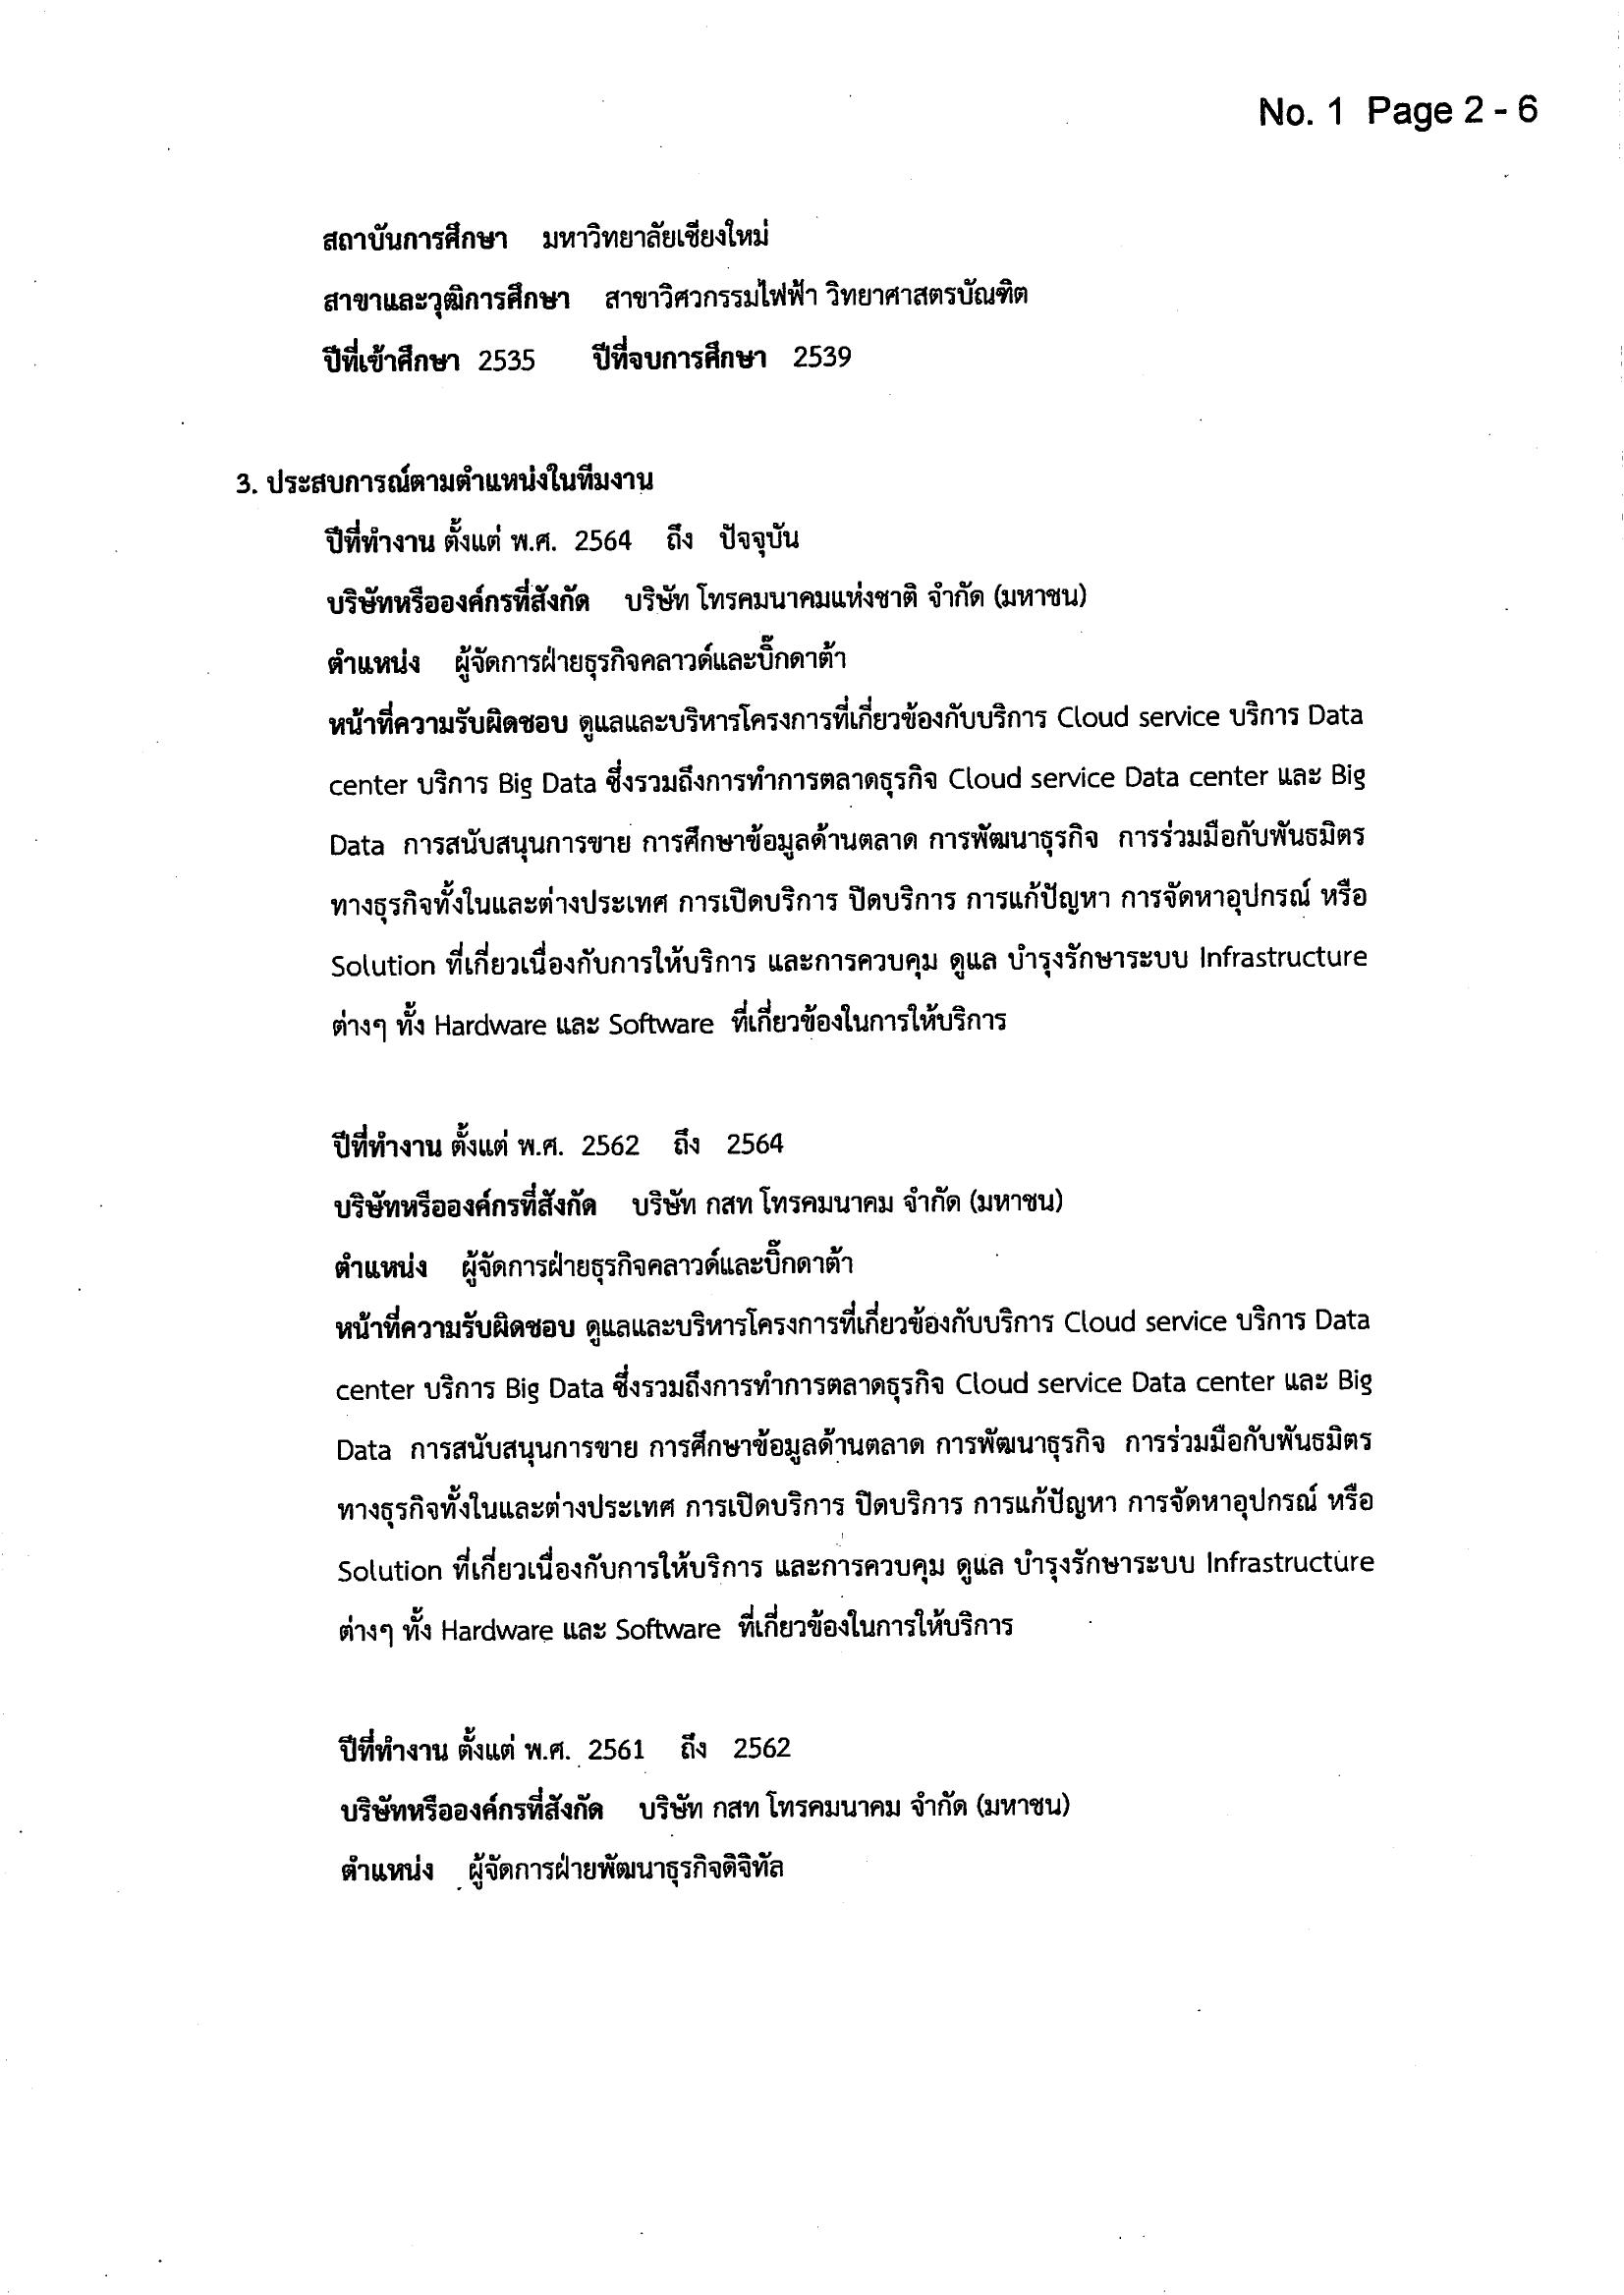 No. 1 Page 2 - 6
สถาบันการศึกษา มหาวิทยาลัยเชียงใหม่
สาขาและวุฒิการศึกษา สาขาวิศวกรรมไฟฟ้า วิทยาศาสตรบัณฑิต
ปีที่เข้าศึกษา 2535 ปีที่จบการศึกษา 2539
3. ประสบการณ์ตามตำแหน่งในทีมงาน
ปีที่ทำงาน ตั้งแต่ พ.ศ. 2564 ถึง ปัจจุบัน
บริษัทหรือองค์กรที่สังกัด บริษัท โทรคมนาคมแห่งชาติ จำกัด (มหาชน)
ตำแหน่ง ผู้จัดการฝ่ายธุรกิจคลาวด์และบิ๊กดาต้า
หน้าที่ความรับผิดชอบ ดูแลและบริหารโครงการที่เกี่ยวข้องกับบริการ Cloud service บริการ Data
center บริการ Big Data ซึ่งรวมถึงการทำการตลาดธุรกิจ Cloud service Data center และ Big
Data การสนับสนุนการขาย การศึกษาข้อมูลด้านตลาด การพัฒนาธุรกิจ การร่วมมือกับพันธมิตร
ทางธุรกิจทั้งในและต่างประเทศ การเปิดบริการ ปิดบริการ การแก้ปัญหา การจัดหาอุปกรณ์ หรือ
Solution ที่เกี่ยวเนื่องกับการให้บริการ และการควบคุม ดูแล บำรุงรักษาระบบ Infrastructure
ต่างๆ ทั้ง Hardware และ Software ที่เกี่ยวข้องในการให้บริการ
ปีที่ทำงาน ตั้งแต่ พ.ศ. 2562 ถึง 2564
บริษัทหรือองค์กรที่สังกัด บริษัท กสท โทรคมนาคม จำกัด (มหาชน)
ตำแหน่ง ผู้จัดการฝ่ายธุรกิจคลาวด์และบิ๊กดาต้า
หน้าที่ความรับผิดชอบ ดูแลและบริหารโครงการที่เกี่ยวข้องกับบริการ Cloud service บริการ Data
center บริการ Big Data ซึ่งรวมถึงการทำการตลาดธุรกิจ Cloud service Data center และ Big
Data การสนับสนุนการขาย การศึกษาข้อมูลด้านตลาด การพัฒนาธุรกิจ การร่วมมือกับพันธมิตร
ทางธุรกิจทั้งในและต่างประเทศ การเปิดบริการ ปิดบริการ การแก้ปัญหา การจัดหาอุปกรณ์ หรือ
Solution ที่เกี่ยวเนื่องกับการให้บริการ และการควบคุม ดูแล บำรุงรักษาระบบ Infrastructure
ต่างๆ ทั้ง Hardware และ Software ที่เกี่ยวข้องในการให้บริการ
ปีที่ทำงาน ตั้งแต่ พ.ศ. 2561 ถึง 2562
บริษัทหรือองค์กรที่สังกัด บริษัท กสท โทรคมนาคม จำกัด (มหาชน)
ตำแหน่ง ผู้จัดการฝ่ายพัฒนาธุรกิจดิจิทัล